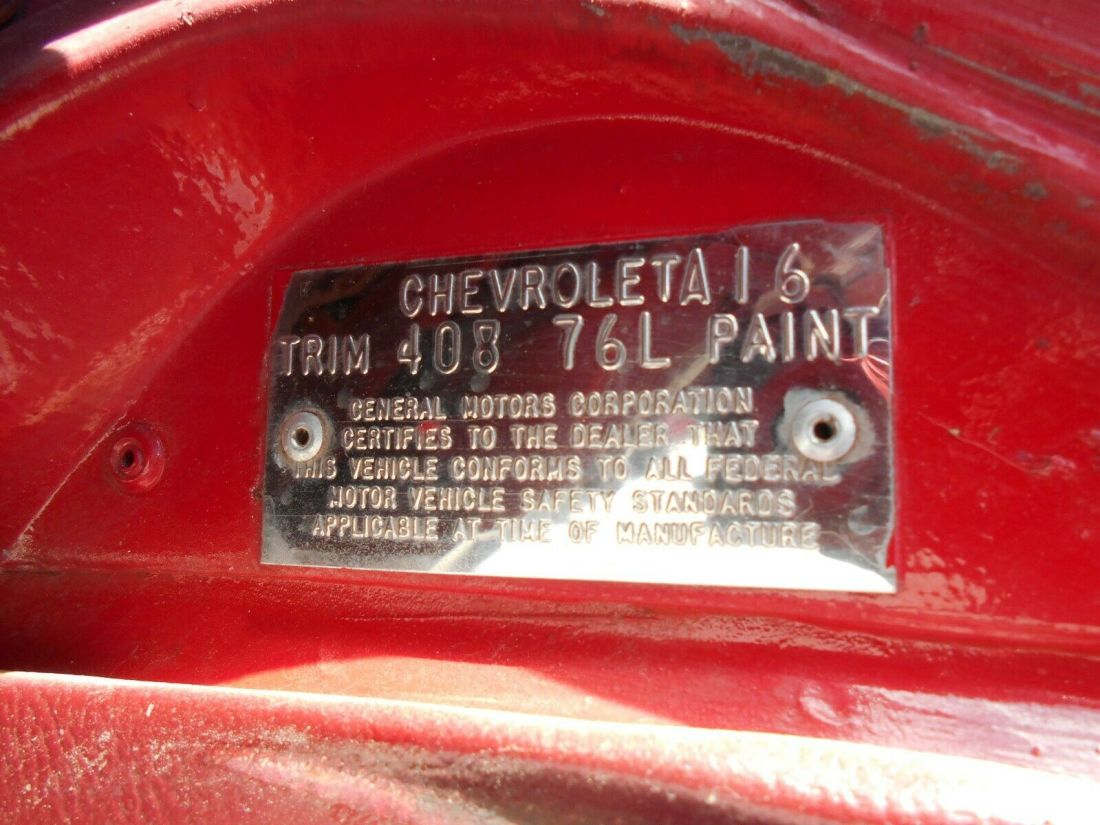 CHEVROLETA16
TRIM 408 76L PAINT
GENERAL MOTORS CORPORATION
CERTIFIES TO THE DEALER THAT
THIS VEHICLE CONFORMS TO ALL FEDERAL
MOTOR VEHICLE SAFETY STANDARDS
APPLICABLE AT TIME OF MANUFACTURE